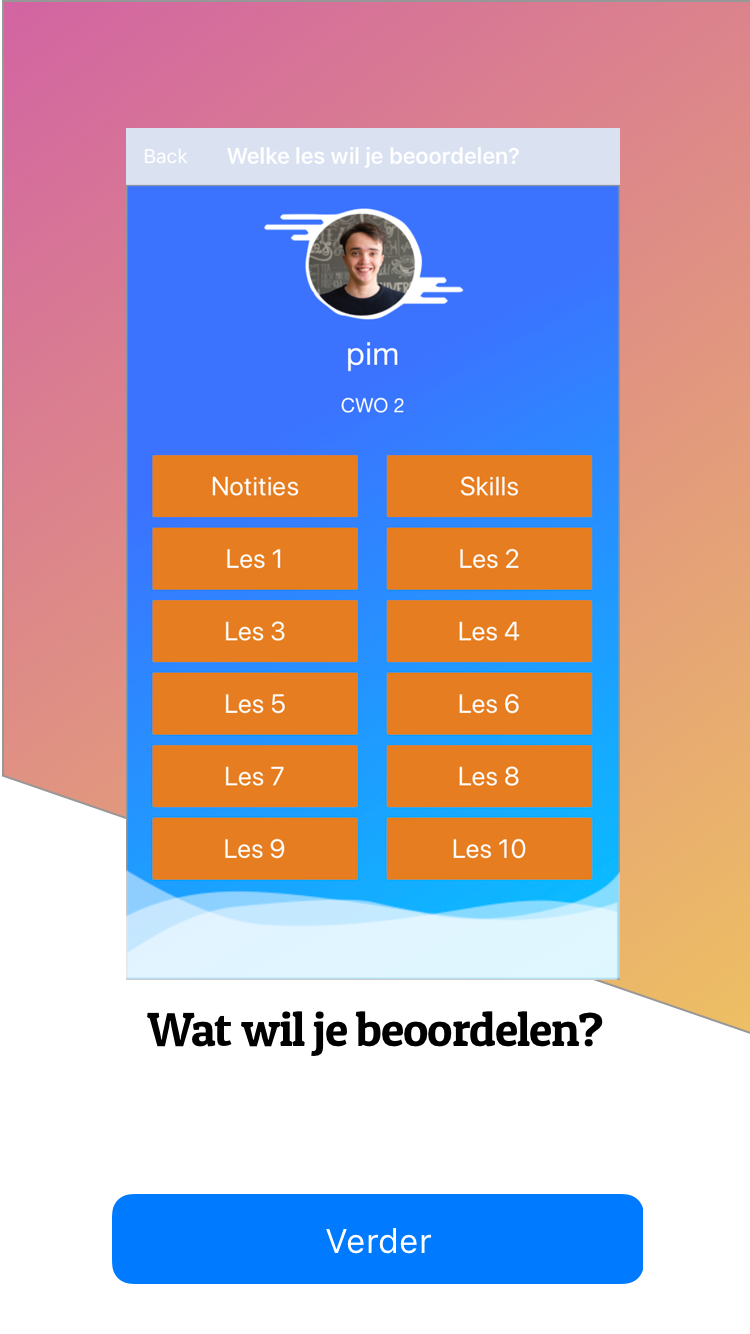 Back Welke les wil je beoordelen?
pim
CWO 2
Notities Skills
Les 1 Les 2
Les 3 Les 4
Les 5 Les 6
Les 7 Les 8
Les 9 Les 10
Wat wil je beoordelen?
Verder